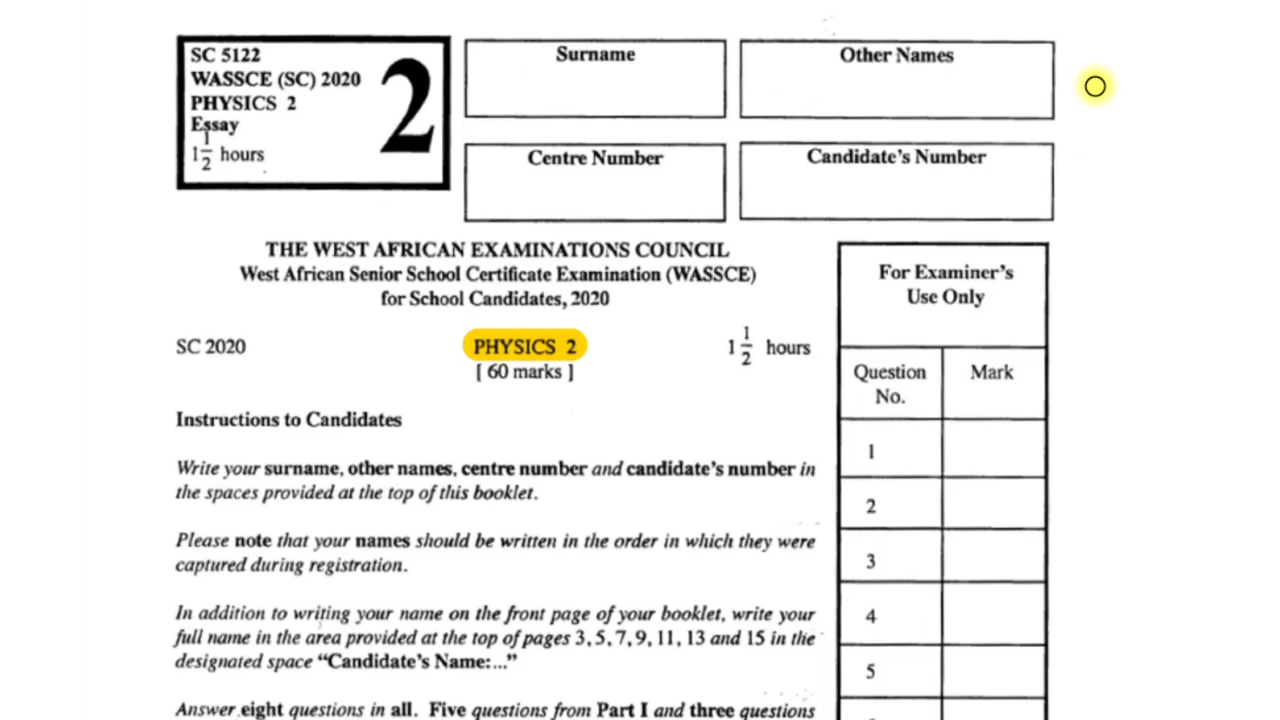 SC 5122
WASSCE (SC) 2020
PHYSICS 2
Essay
1 1/2 hours
2
Surname
Other Names
Centre Number
Candidate's Number
THE WEST AFRICAN EXAMINATIONS COUNCIL
West African Senior School Certificate Examination (WASSCE)
for School Candidates, 2020
SC 2020
PHYSICS 2
1 1/2 hours
[ 60 marks ]
Instructions to Candidates
Write your surname, other names, centre number and candidate's number in
the spaces provided at the top of this booklet.
Please note that your names should be written in the order in which they were
captured during registration.
In addition to writing your name on the front page of your booklet, write your
full name in the area provided at the top of pages 3, 5, 7, 9, 11, 13 and 15 in the
designated space “Candidate's Name:...”
Answer eight questions in all. Five questions from Part I and three questions
For Examiner's
Use Only
Question
No.
Mark
1
2
3
4
5